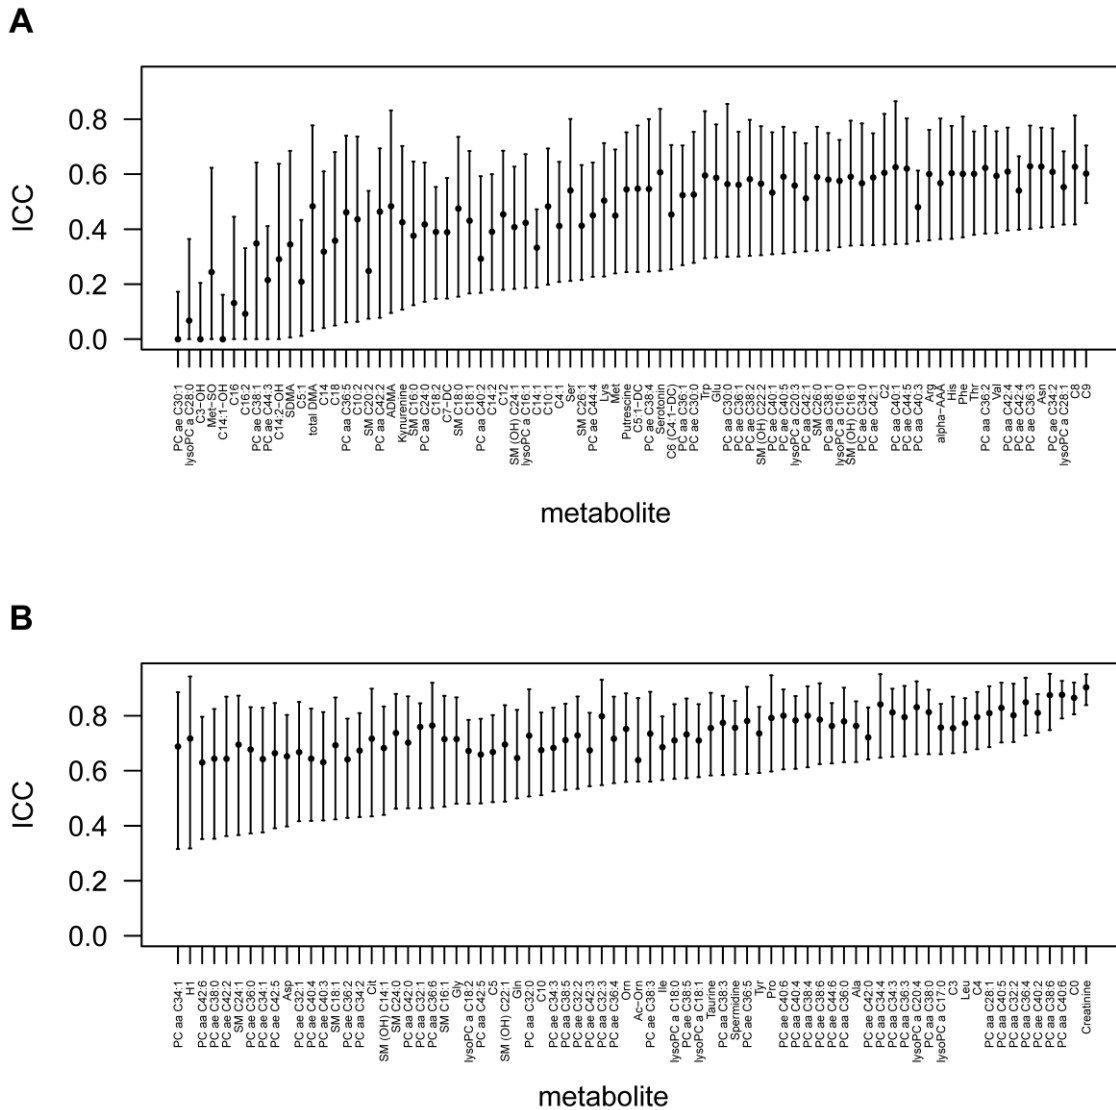 A
0.8
0.6
0.4
0.2
0.0
ICC
PC ae C30:1
lysoPC a C28:0
C3−OH
Met−SO
C14:1−OH
C16
C16:2
PC ae C38:1
PC ae C44:3
C14:2−OH
SDMA
C5:1
total DMA
C14
C18
PC aa C36:5
C10:2
SM C20:2
PC aa C42:2
ADMA
Kynurenine
SM C16:0
PC aa C24:0
C18:2
C7−DC
SM C18:0
C18:1
PC aa C40:2
C14:2
C12
SM (OH) C24:1
lysoPC a C16:1
C14:1
C10:1
C4:1
Ser
SM C26:1
PC ae C44:4
Lys
Met
Putrescine
C5:1−DC
PC ae C38:4
Serotonin
C6 (C4:1−DC)
PC aa C36:1
PC ae C30:0
Trp
Glu
PC aa C30:0
PC ae C36:1
PC ae C38:2
SM (OH) C22:2
PC ae C40:1
PC ae C40:5
lysoPC a C20:3
PC aa C42:1
SM C26:0
PC aa C38:1
lysoPC a C16:0
SM (OH) C16:1
PC ae C34:0
PC ae C42:1
C2
PC aa C40:1
PC ae C44:5
PC aa C40:3
Arg
alpha−AAA
His
Phe
Thr
PC aa C36:2
Val
PC aa C42:4
PC ae C42:4
PC ae C36:3
Asn
PC ae C34:2
lysoPC a C28:1
C8
C9
metabolite
B
0.8
0.6
0.4
0.2
0.0
ICC
PC aa C34:1
H1
PC aa C42:6
PC ae C38:0
PC ae C42:2
SM C24:1
PC ae C36:0
PC ae C34:1
PC aa C42:5
Asp
PC ae C32:1
PC ae C40:4
PC ae C40:3
SM C18:1
PC ae C36:2
PC aa C34:2
Cit
SM (OH) C14:1
SM C24:0
PC aa C42:0
PC aa C32:1
PC aa C36:6
SM C16:1
Gly
lysoPC a C18:2
PC ae C42:5
C5
SM (OH) C22:1
Gln
PC aa C32:0
C10
PC ae C34:3
PC ae C38:5
PC ae C32:2
PC ae C42:3
PC aa C32:3
PC ae C36:4
Orn
Ac−Orn
PC ae C38:3
Ile
lysoPC a C18:0
PC ae C38:5
lysoPC a C18:1
Taurine
PC aa C38:3
Spermidine
PC ae C36:5
Tyr
Pro
PC ae C40:6
PC aa C40:4
PC aa C38:4
PC ae C38:6
PC ae C44:6
PC aa C36:0
Ala
PC ae C42:0
PC aa C34:4
PC aa C34:3
PC aa C36:3
lysoPC a C20:4
PC aa C38:0
lysoPC a C17:0
C3
Leu
C4
PC aa C28:1
PC aa C40:5
PC aa C32:2
PC aa C36:4
PC ae C40:2
PC aa C38:6
PC aa C40:6
C0
Creatinine
metabolite